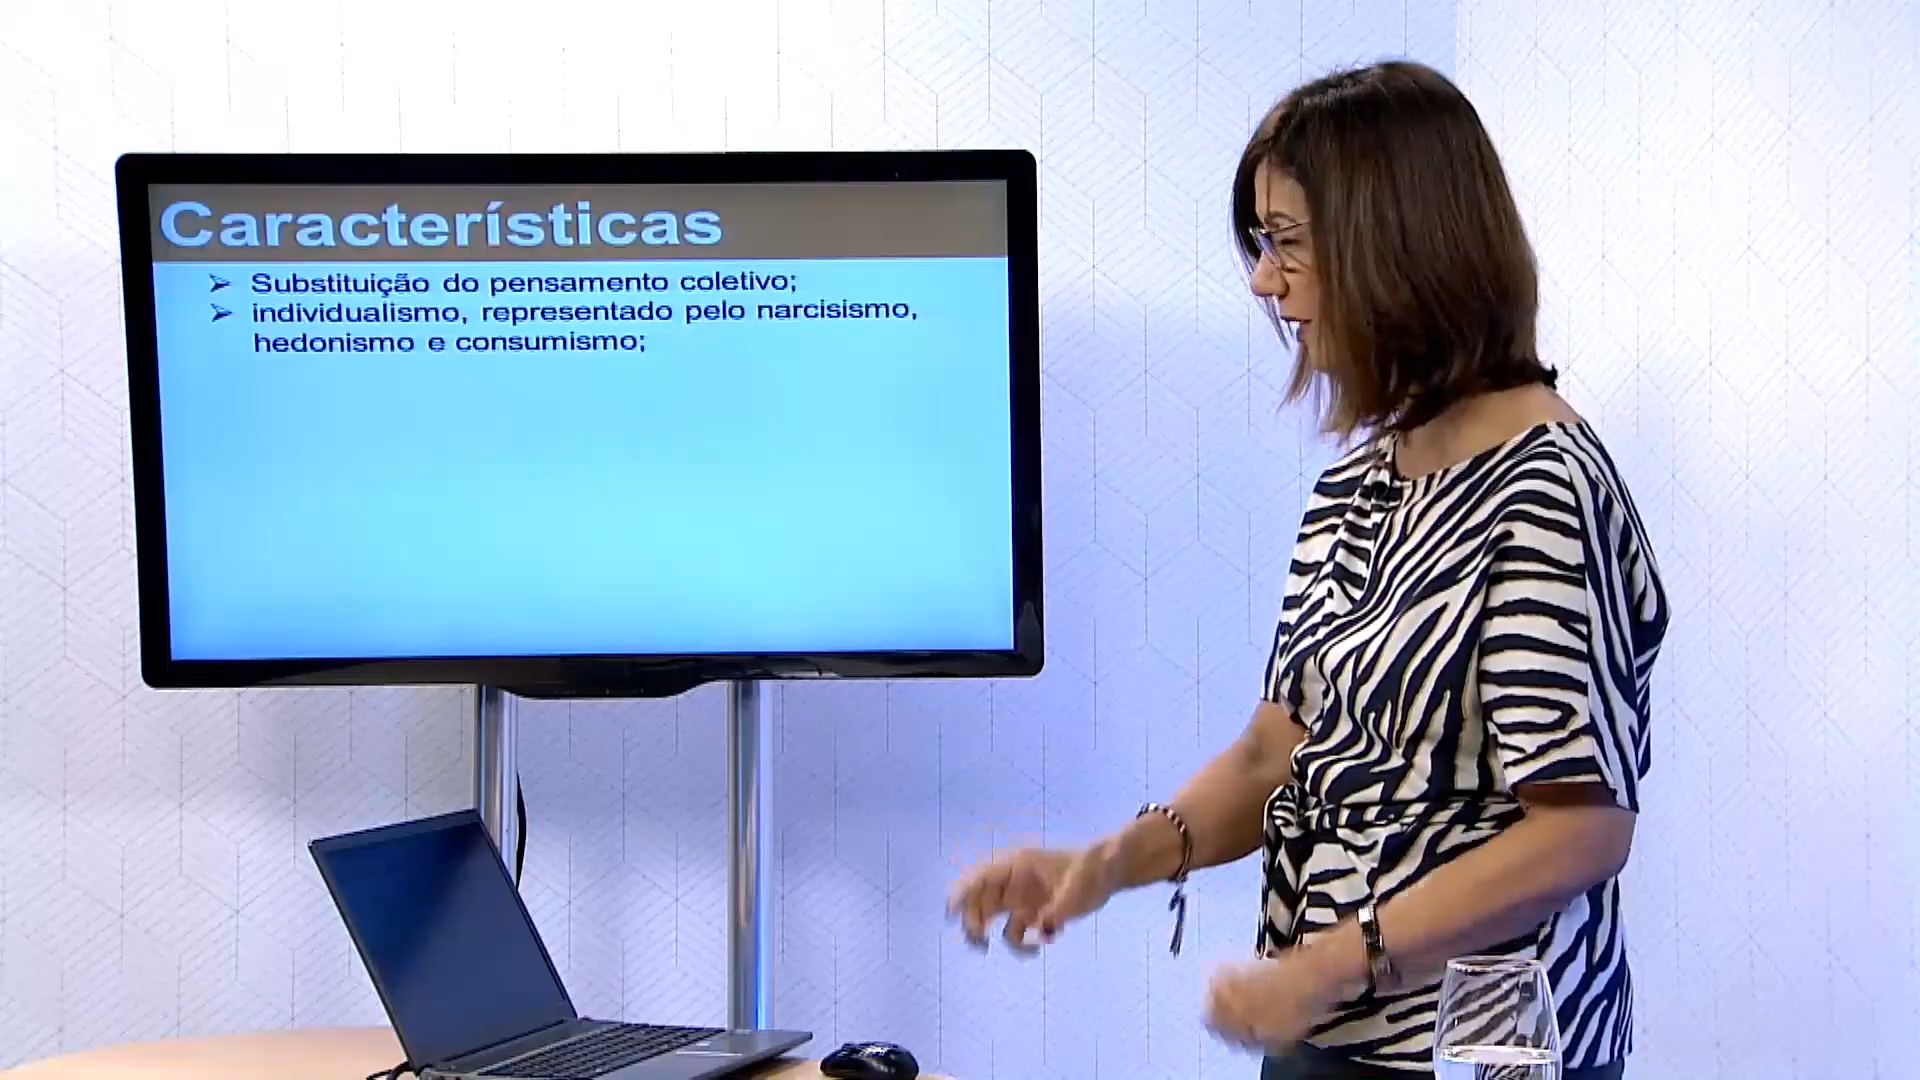 Características
➢ Substituição do pensamento coletivo;
➢ individualismo, representado pelo narcisismo,
hedonismo e consumismo;